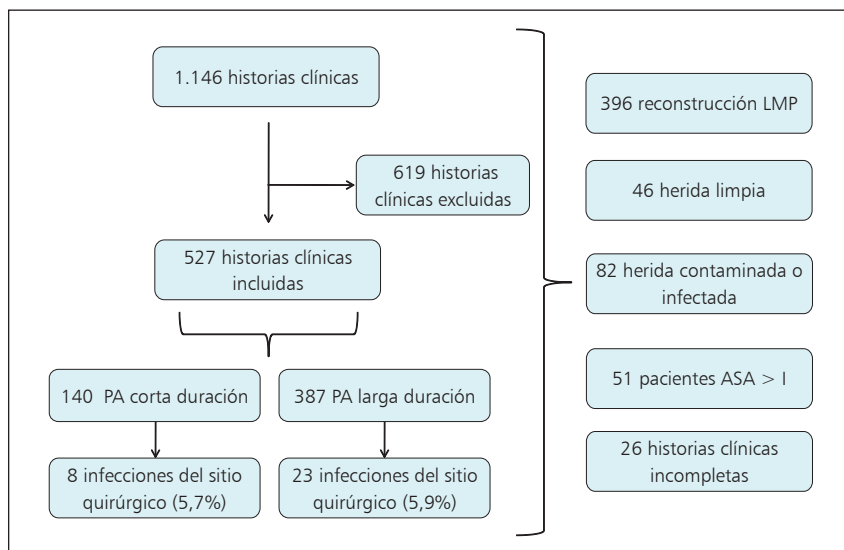 1.146 historias clínicas
619 historias
clínicas excluidas
527 historias clínicas
incluidas
140 PA corta duración
387 PA larga duración
8 infecciones del sitio
quirúrgico (5,7%)
23 infecciones del sitio
quirúrgico (5,9%)
396 reconstrucción LMP
46 herida limpia
82 herida contaminada o
infectada
51 pacientes ASA > I
26 historias clínicas
incompletas